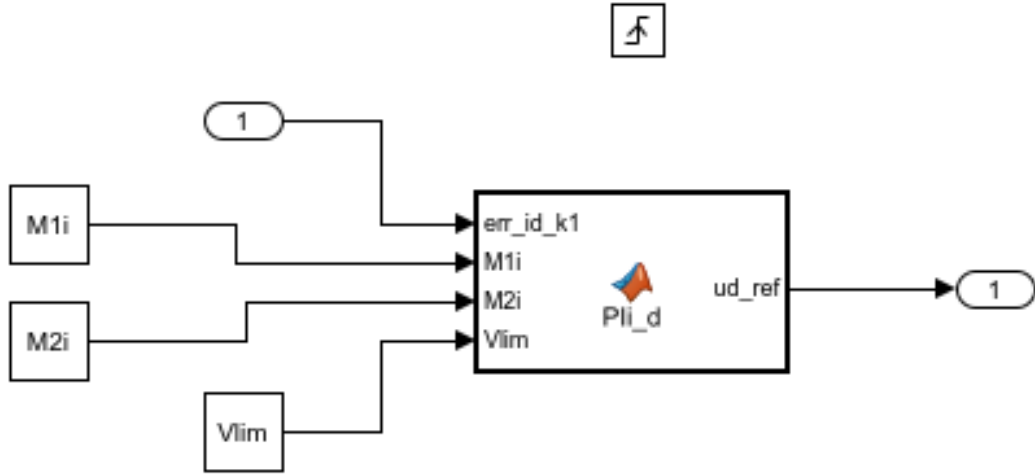 1
M1i
err_id_k1
M1i
M2i
ud_ref
1
PIi_d
M2i
Vlim
Vlim